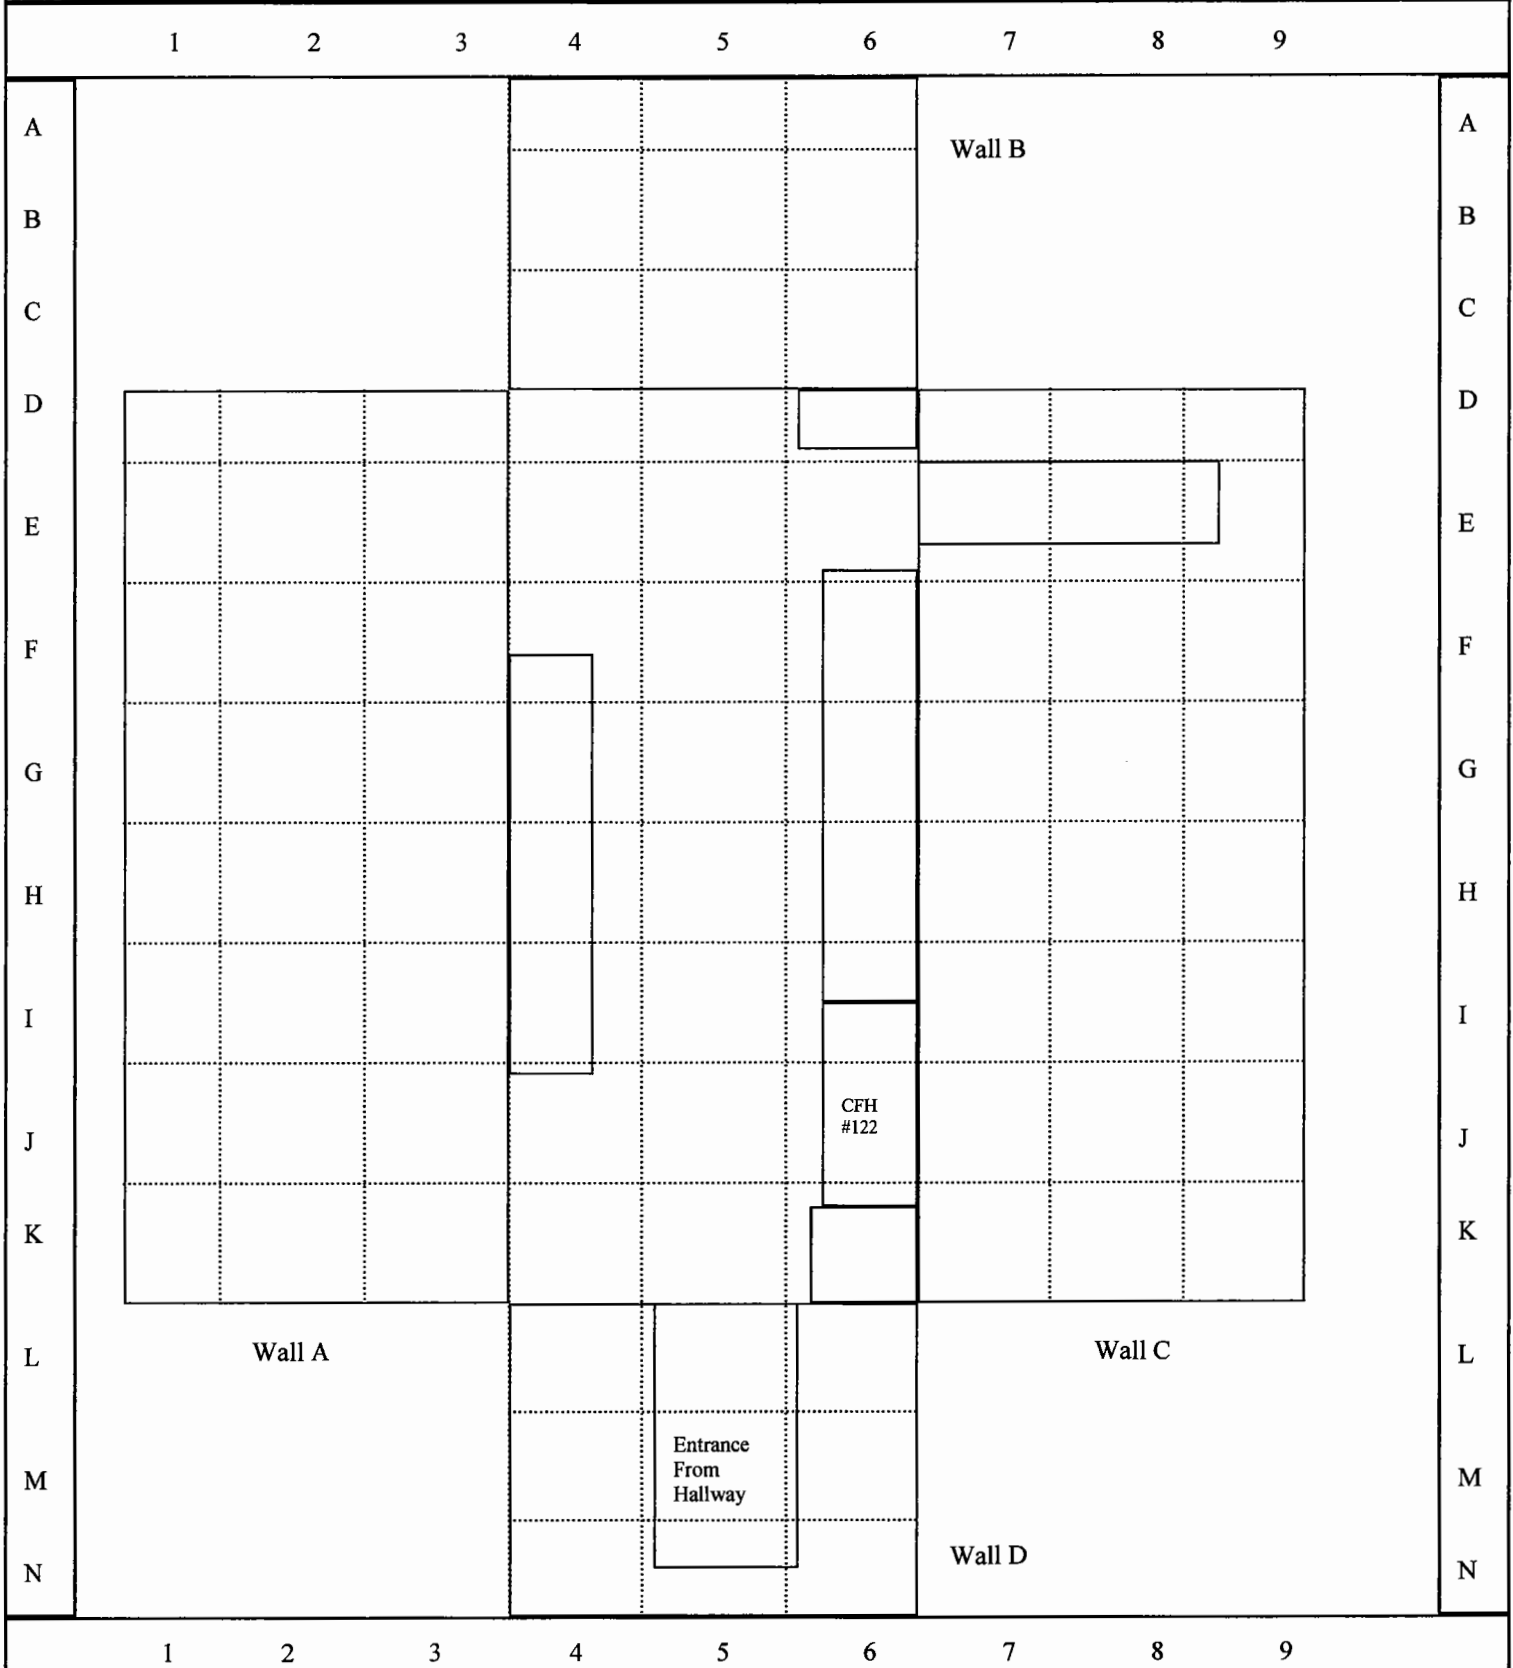 1 2 3 4 5 6 7 8 9
A A
Wall B
B B
C C
D D
E E
F F
G G
H H
I I
CFH
#122
J J
K K
L Wall A Wall C L
Entrance
From
Hallway
M M
Wall D
N N
1 2 3 4 5 6 7 8 9